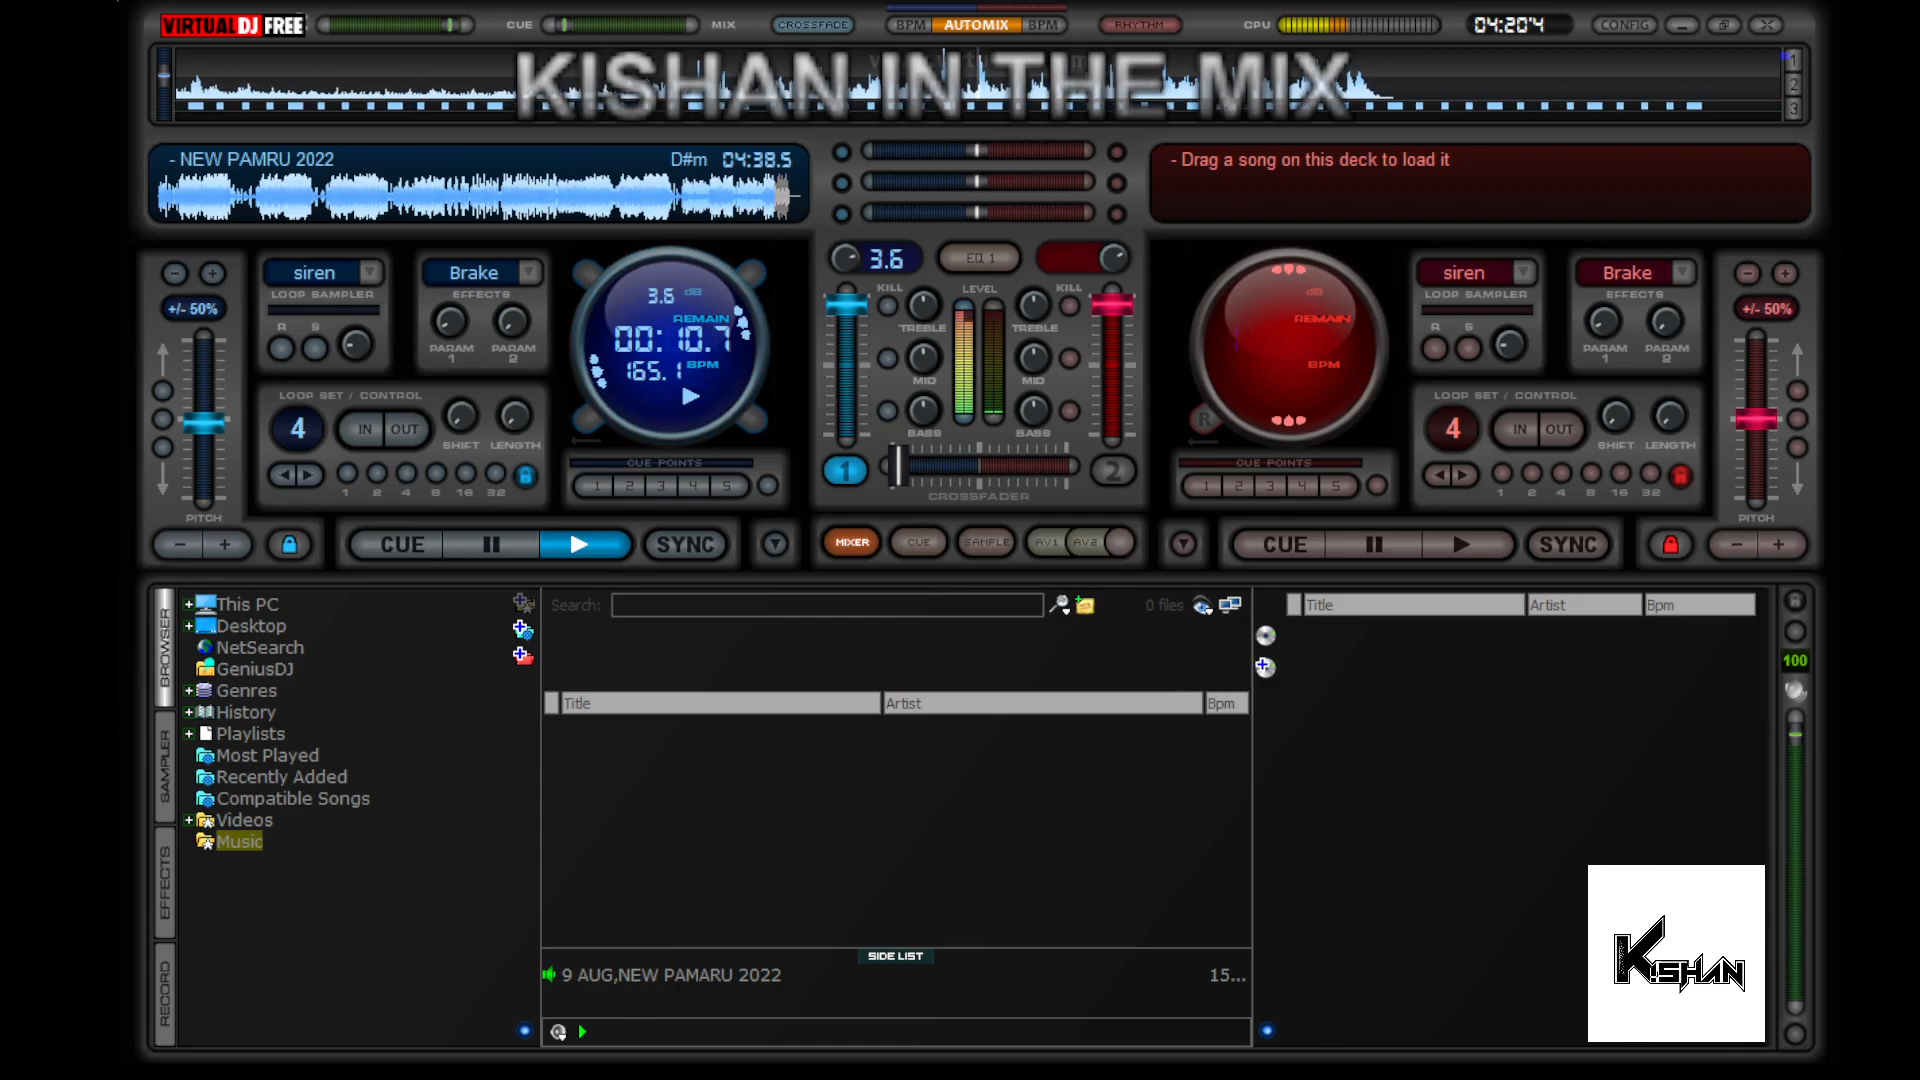 VIRTUAL DJ FREE
CUE
MIX
CROSSFADE
BPM
AUTOMIX
BPM
RHYTHM
CPU
04:20'4
CONFIG
KISHAN IN THE MIX
1
2
3
- NEW PAMRU 2022
D#m
04:38.5
- Drag a song on this deck to load it
+/- 50%
siren
LOOP SAMPLER
R
S
Brake
EFFECTS
PARAM 1
PARAM 2
3.6 dB
REMAIN
00:10.7
165.1 BPM
3.6
EQ 1
KILL
LEVEL
KILL
TREBLE
TREBLE
MID
MID
BASS
BASS
dB
REMAIN
BPM
R
siren
LOOP SAMPLER
R
S
Brake
EFFECTS
PARAM 1
PARAM 2
+/- 50%
LOOP SET / CONTROL
4
IN
OUT
SHIFT
LENGTH
1
2
4
8
16
32
CUE POINTS
1
2
3
4
5
1
CROSSFADER
2
CUE POINTS
1
2
3
4
5
LOOP SET / CONTROL
4
IN
OUT
SHIFT
LENGTH
1
2
4
8
16
32
PITCH
PITCH
CUE
SYNC
MIXER
CUE
SAMPLE
AV1
AV2
CUE
SYNC
BROWSER
SAMPLER
EFFECTS
RECORD
This PC
Desktop
NetSearch
GeniusDJ
Genres
History
Playlists
Most Played
Recently Added
Compatible Songs
Videos
Music
Search:
0 files
Title
Artist
Bpm
SIDE LIST
9 AUG,NEW PAMARU 2022
15...
Title
Artist
Bpm
100
KISHAN